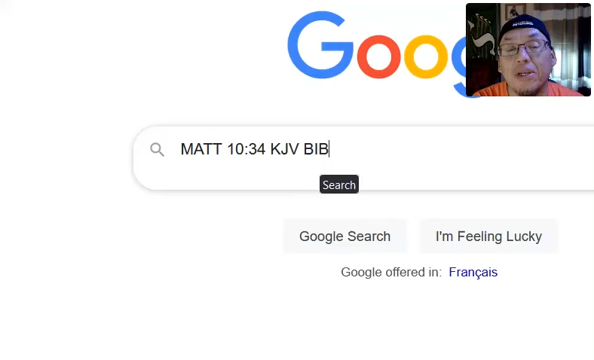 Goog
MATT 10:34 KJV BIB
Search
Google Search
I'm Feeling Lucky
Google offered in: Français